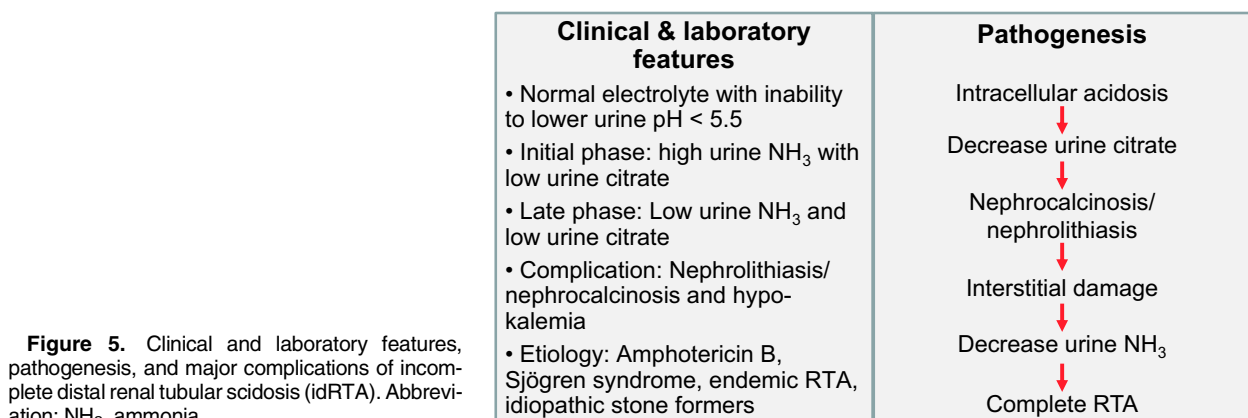 Clinical & laboratory
features
• Normal electrolyte with inability
to lower urine pH < 5.5
• Initial phase: high urine NH₃ with
low urine citrate
• Late phase: Low urine NH₃ and
low urine citrate
• Complication: Nephrolithiasis/
nephrocalcinosis and hypo-
kalemia
• Etiology: Amphotericin B,
Sjögren syndrome, endemic RTA,
idiopathic stone formers
Pathogenesis
Intracellular acidosis
Decrease urine citrate
Nephrocalcinosis/
nephrolithiasis
Interstitial damage
Decrease urine NH₃
Complete RTA
Figure 5. Clinical and laboratory features,
pathogenesis, and major complications of incom-
plete distal renal tubular scidosis (idRTA). Abbrevi-
ation: NH₃, ammonia.